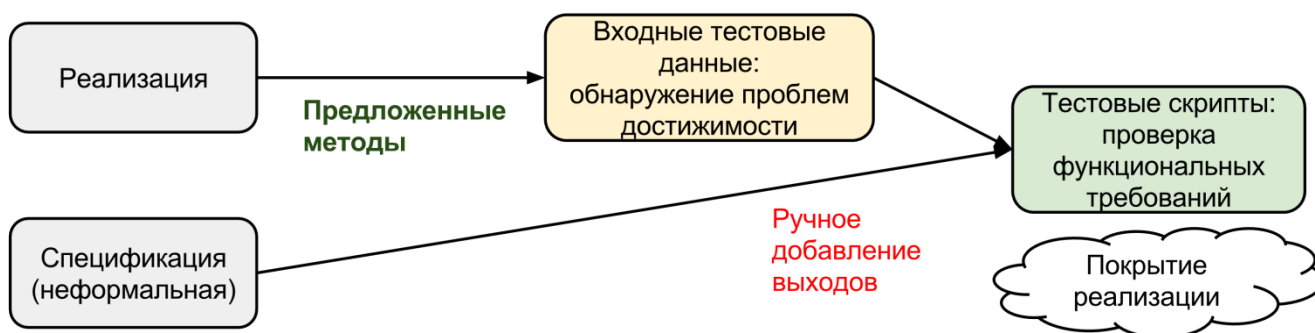 Реализация
Предложенные
методы
Входные тестовые
данные:
обнаружение проблем
достижимости
Тестовые скрипты:
проверка
функциональных
требований
Спецификация
(неформальная)
Ручное
добавление
выходов
Покрытие
реализации